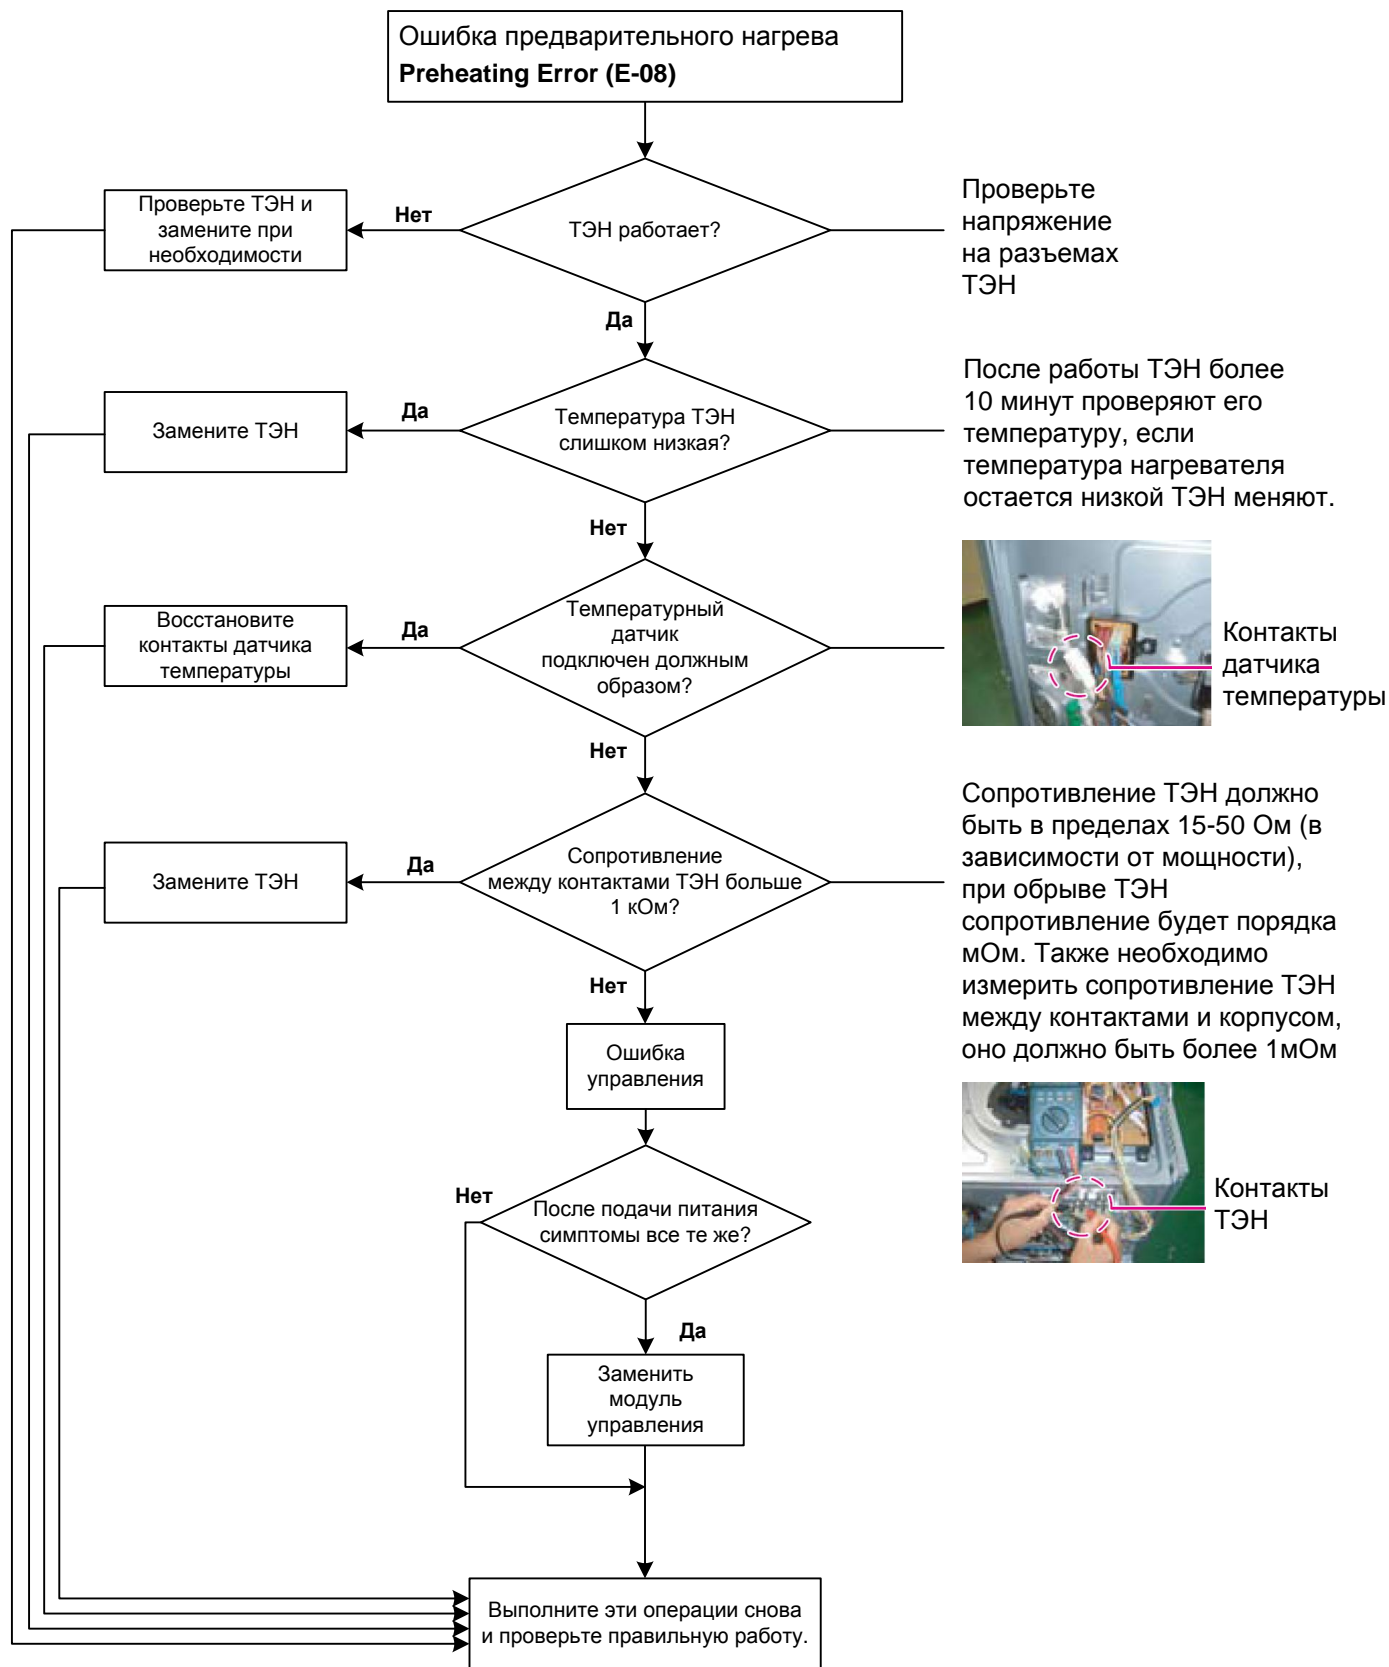 Ошибка предварительного нагрева
Preheating Error (E-08)
Проверьте ТЭН и
замените при
необходимости
Нет
ТЭН работает?
Проверьте
напряжение
на разъемах
ТЭН
Да
Замените ТЭН
Да
Температура ТЭН
слишком низкая?
После работы ТЭН более
10 минут проверяют его
температуру, если
температура нагревателя
остается низкой ТЭН меняют.
Нет
Восстановите
контакты датчика
температуры
Да
Температурный
датчик
подключен должным
образом?
Контакты
датчика
температуры
Нет
Замените ТЭН
Да
Сопротивление
между контактами ТЭН больше
1 кОм?
Сопротивление ТЭН должно
быть в пределах 15-50 Ом (в
зависимости от мощности),
при обрыве ТЭН
сопротивление будет порядка
мОм. Также необходимо
измерить сопротивление ТЭН
между контактами и корпусом,
оно должно быть более 1мОм
Нет
Ошибка
управления
Нет
После подачи питания
симптомы все те же?
Контакты
ТЭН
Да
Заменить
модуль
управления
Выполните эти операции снова
и проверьте правильную работу.